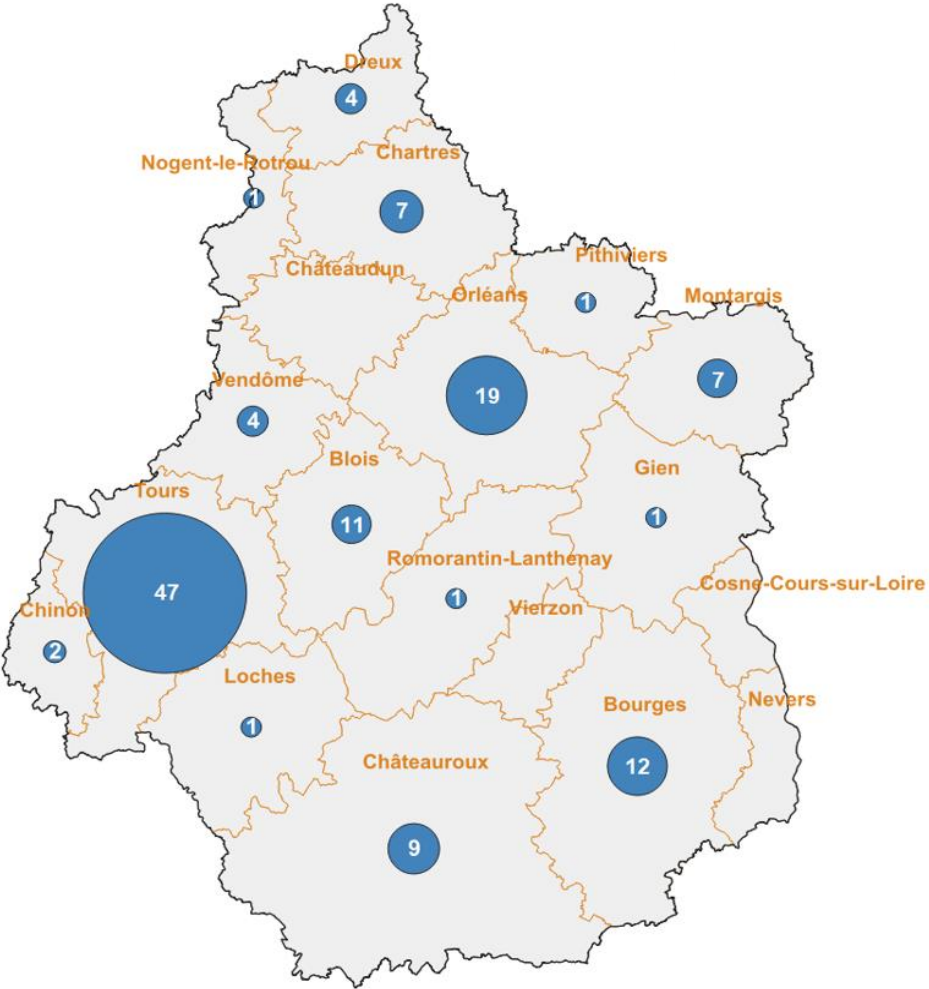 Dreux
4
Nogent-le-Rotrou
1
Chartres
7
Châteaudun
Orléans
19
Pithiviers
1
Montargis
7
Vendôme
4
Blois
11
Gien
1
Tours
47
Romorantin-Lanthenay
1
Vierzon
Cosne-Cours-sur-Loire
Chinon
2
Loches
1
Bourges
12
Nevers
Châteauroux
9